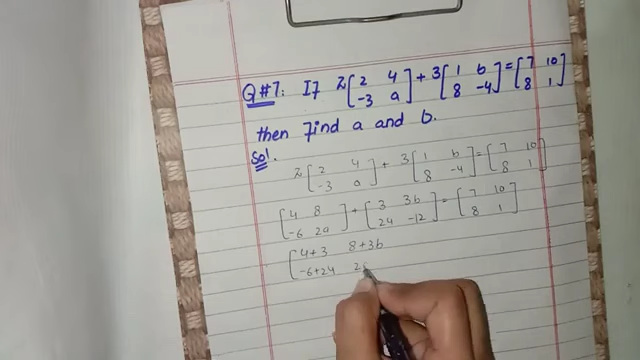 Q#7: If 2[2 4 + 3[1 b = [7 10
-3 a] 8 -4] 8 1]
then find a and b.
Sol.
2[2 4 + 3[1 b = [7 10
-3 a] 8 -4] 8 1]
[4 8 + [3 3b = [7 10
-6 2a] 24 -12] 8 1]
[4+3 8+3b
-6+24 2